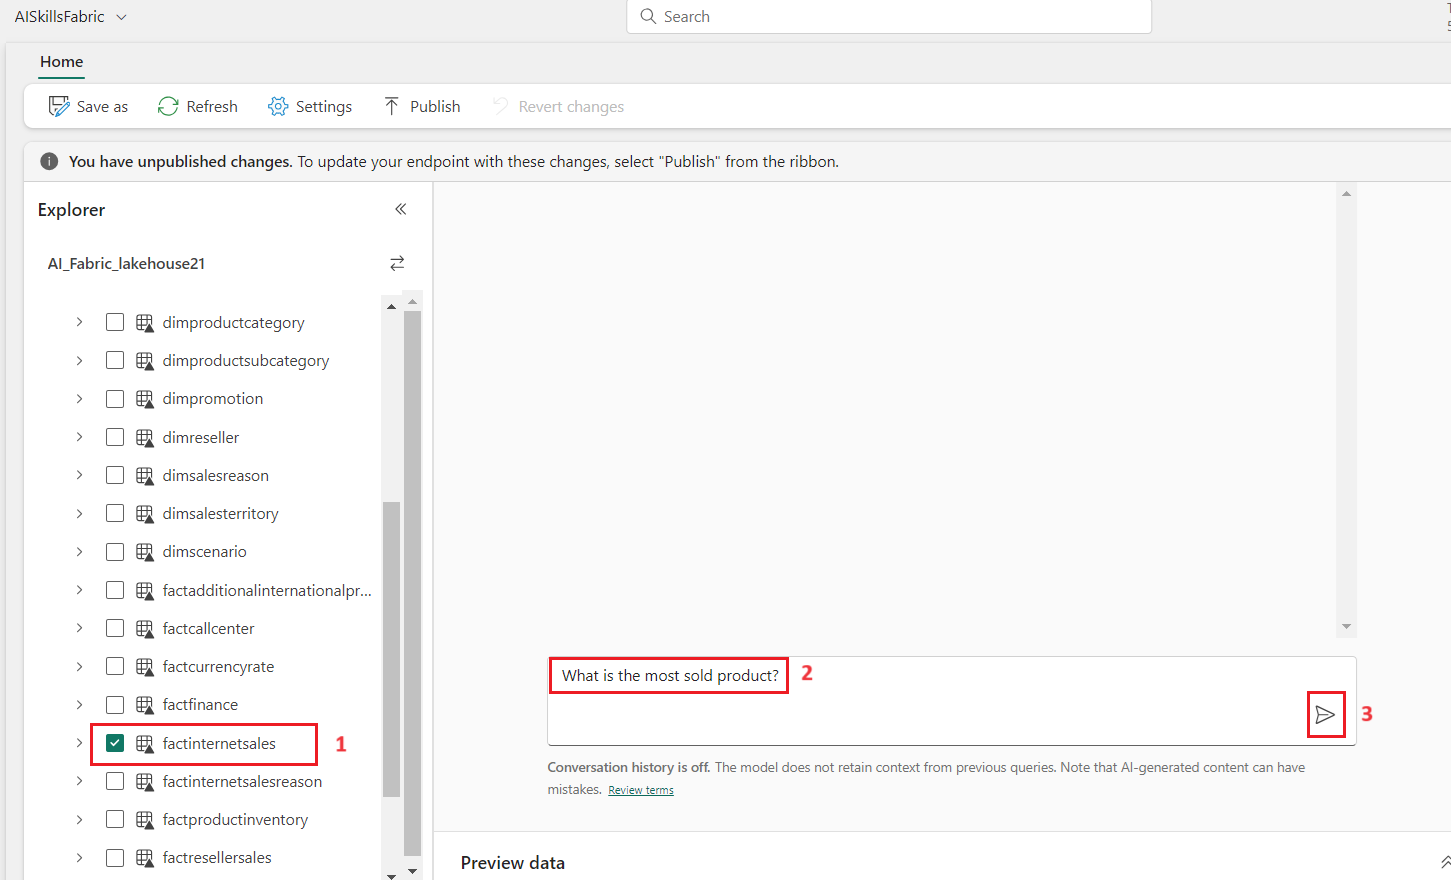 AISkillsFabric
Search
Home
Save as
Refresh
Settings
Publish
Revert changes
You have unpublished changes. To update your endpoint with these changes, select "Publish" from the ribbon.
Explorer
AI_Fabric_lakehouse21
dimproductcategory
dimproductsubcategory
dimpromotion
dimreseller
dimsalesreason
dimsalesterritory
dimscenario
factadditionalinternationalpr...
factcallcenter
factcurrencyrate
factfinance
factinternetsales
1
factinternetsalesreason
factproductinventory
factresellersales
What is the most sold product?
2
3
Conversation history is off. The model does not retain context from previous queries. Note that AI-generated content can have
mistakes. Review terms
Preview data